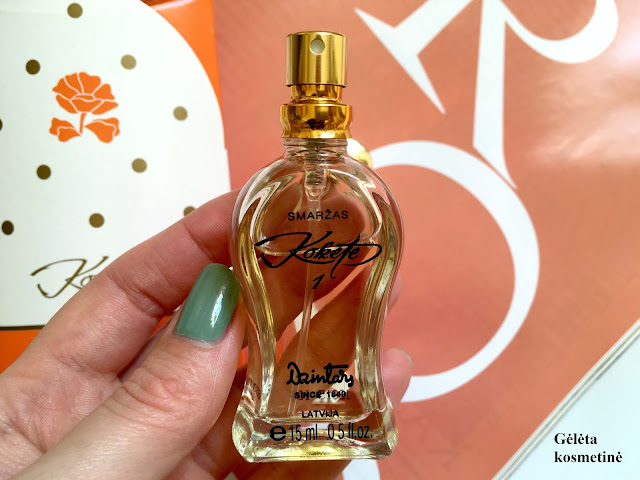 SMARŽAS
Kokete
1
Dzintars
SINCE 1849
LATVIJA
e 15 ml 0.5 fl.oz.
Gėlėta
kosmetinė